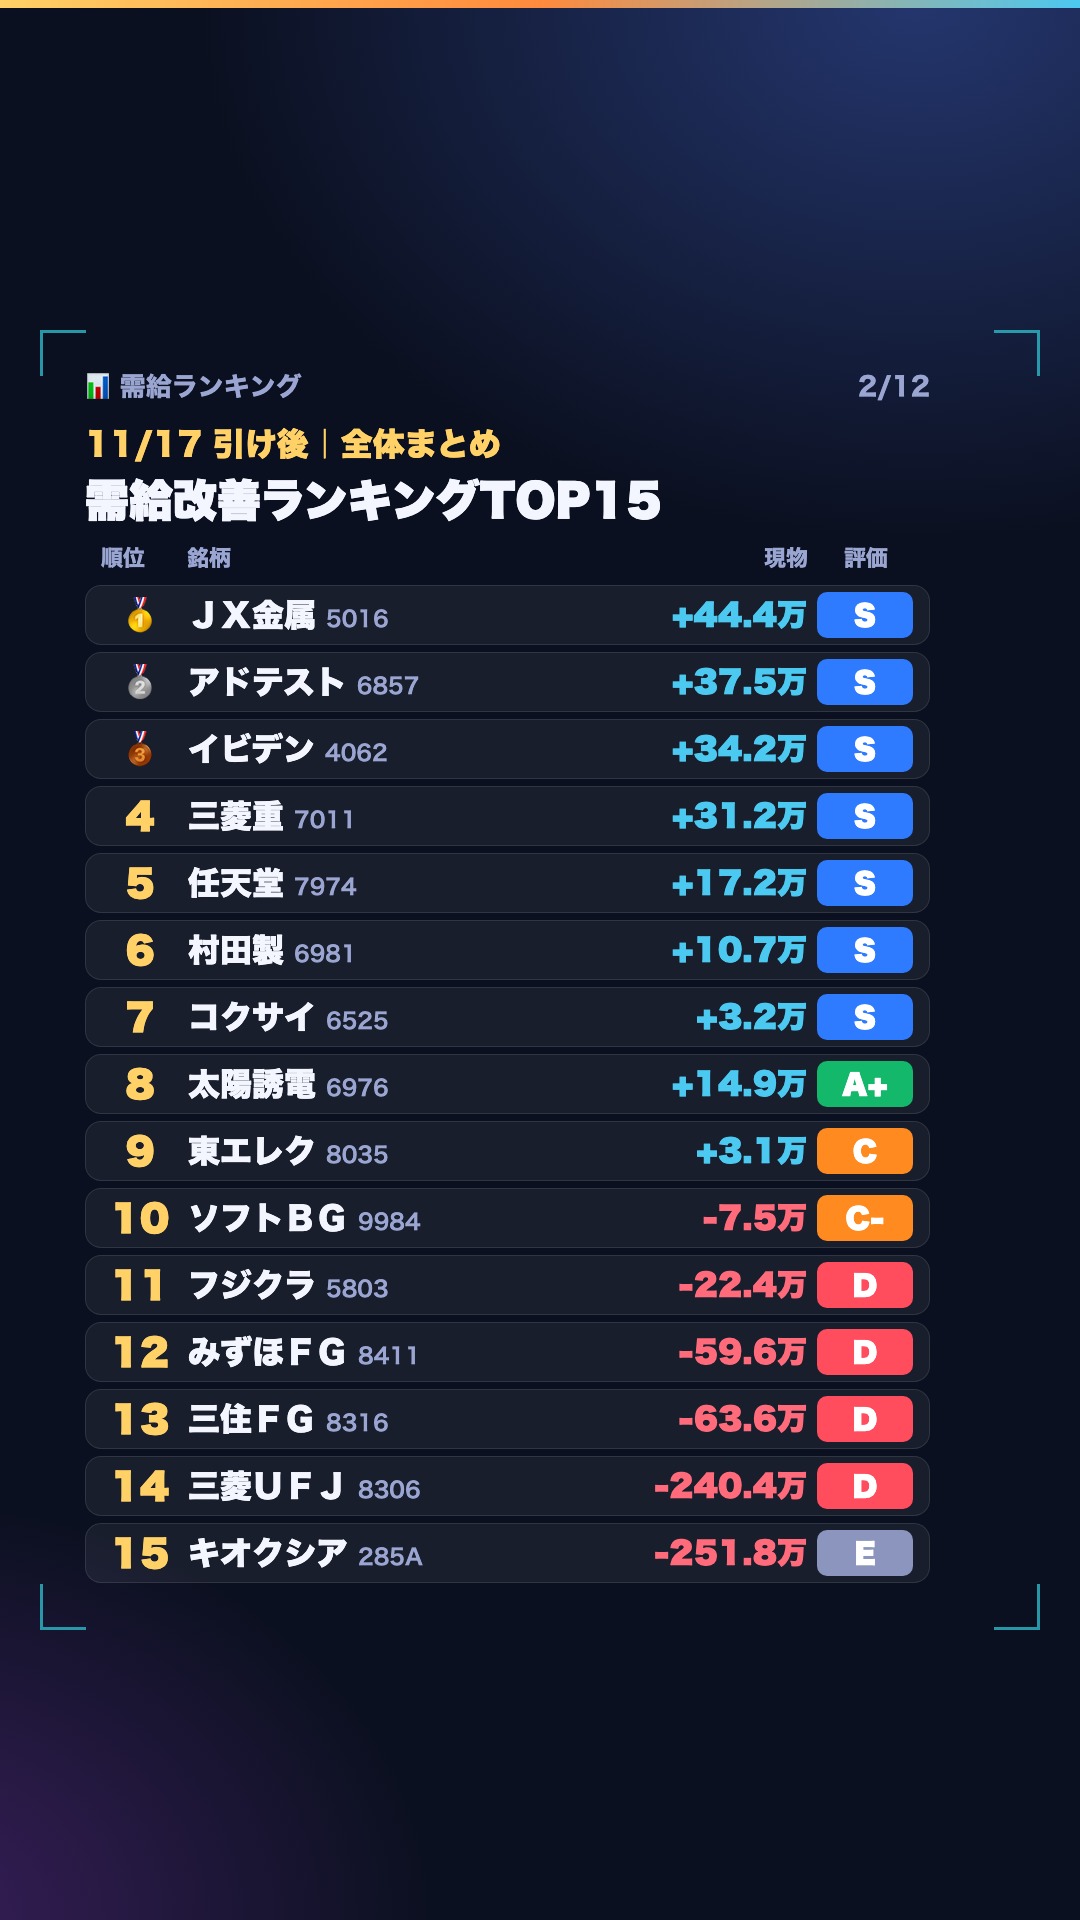 📊 需給ランキング 2/12
11/17 引け後｜全体まとめ
需給改善ランキングTOP15
順位 銘柄 現物 評価
🥇 ＪＸ金属 5016 +44.4万 S
🥈 アドテスト 6857 +37.5万 S
🥉 イビデン 4062 +34.2万 S
4 三菱重 7011 +31.2万 S
5 任天堂 7974 +17.2万 S
6 村田製 6981 +10.7万 S
7 コクサイ 6525 +3.2万 S
8 太陽誘電 6976 +14.9万 A+
9 東エレク 8035 +3.1万 C
10 ソフトＢＧ 9984 -7.5万 C-
11 フジクラ 5803 -22.4万 D
12 みずほＦＧ 8411 -59.6万 D
13 三住ＦＧ 8316 -63.6万 D
14 三菱ＵＦＪ 8306 -240.4万 D
15 キオクシア 285A -251.8万 E